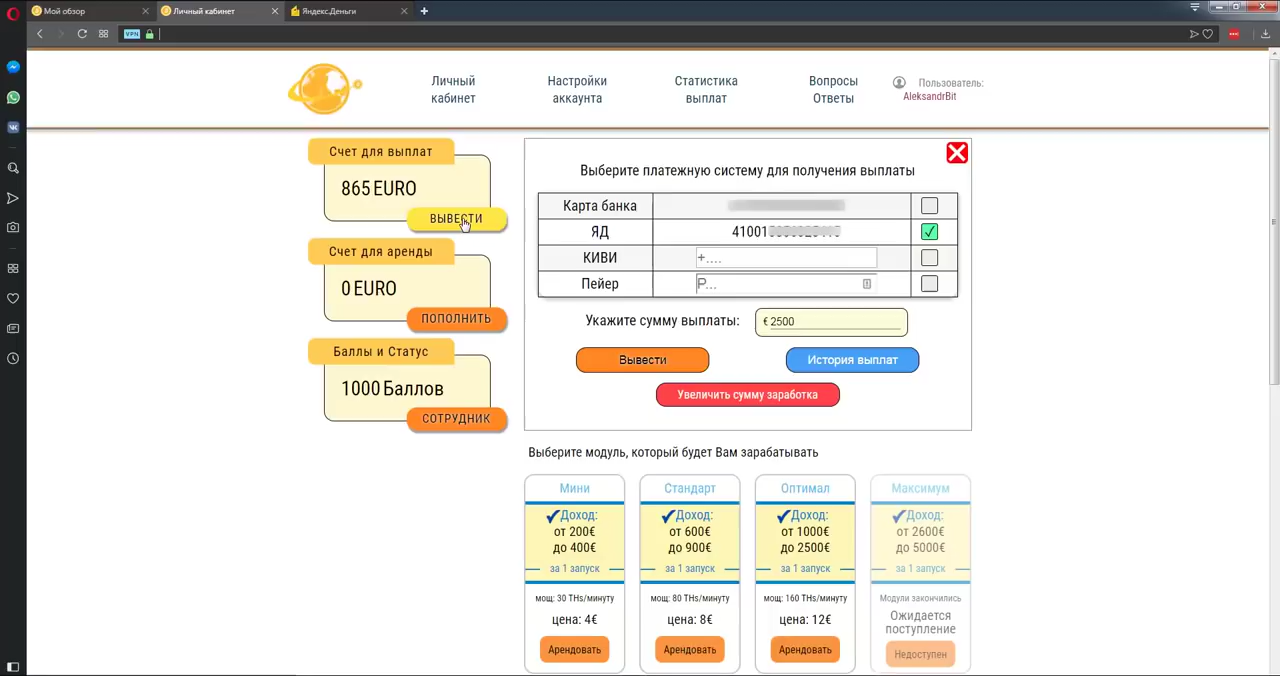 Мой обзор
Личный кабинет
Яндекс.Деньги
VPN
Личный
кабинет
Настройки
аккаунта
Статистика
выплат
Вопросы
Ответы
Пользователь:
AleksandrBit
Счет для выплат
865 EURO
ВЫВЕСТИ
Счет для аренды
0 EURO
ПОПОЛНИТЬ
Баллы и Статус
1000 Баллов
СОТРУДНИК
Выберите платежную систему для получения выплаты
Карта банка
ЯД 41001
КИВИ +....
Пейер P...
Укажите сумму выплаты: € 2500
Вывести
История выплат
Увеличить сумму заработка
Выберите модуль, который будет Вам зарабатывать
Мини
Доход:
от 200€
до 400€
за 1 запуск
мощ: 30 THs/минуту
цена: 4€
Арендовать
Стандарт
Доход:
от 600€
до 900€
за 1 запуск
мощ: 80 THs/минуту
цена: 8€
Арендовать
Оптимал
Доход:
от 1000€
до 2500€
за 1 запуск
мощ: 160 THs/минуту
цена: 12€
Арендовать
Максимум
Доход:
от 2600€
до 5000€
за 1 запуск
Модули закончились
Ожидается
поступление
Недоступен